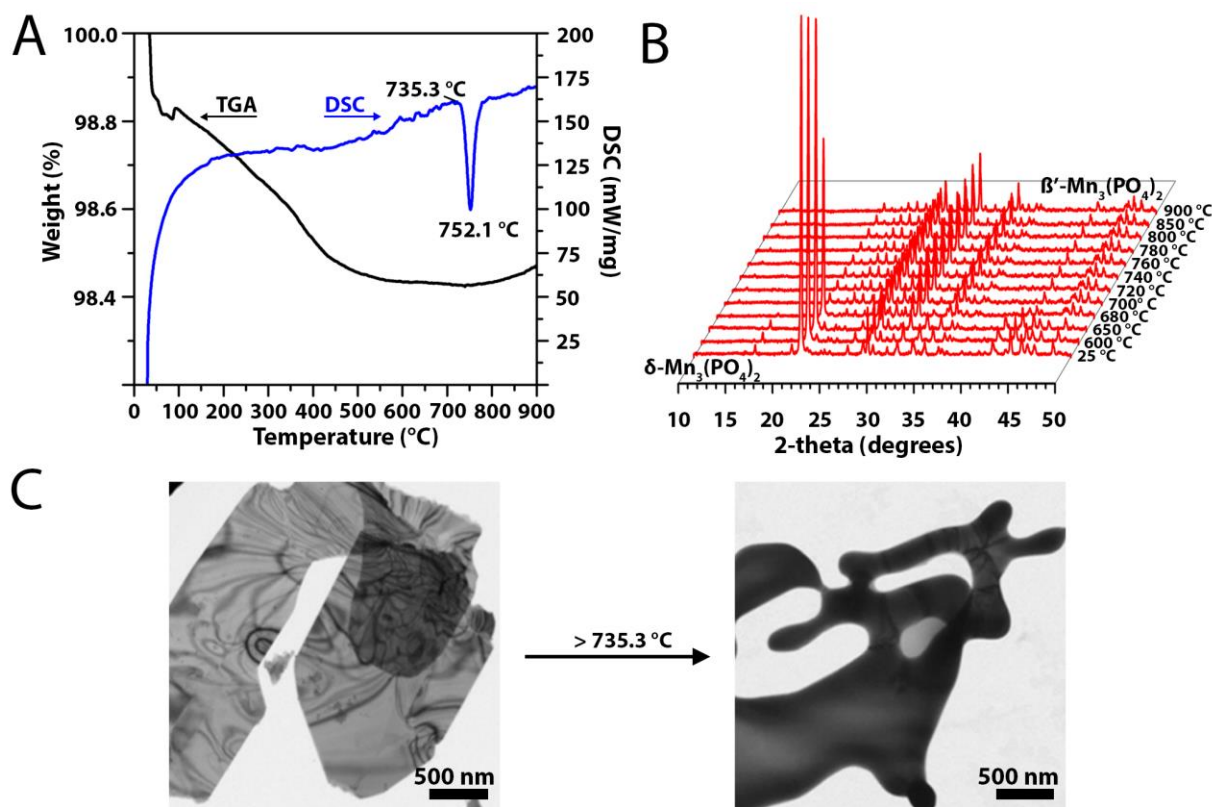 A
100.0
98.8
98.6
98.4
Weight (%)
0 100 200 300 400 500 600 700 800 900
Temperature (°C)
200
175
150
125
100
75
50
25
DSC (mW/mg)
TGA
DSC
735.3 °C
752.1 °C
B
ß’-Mn3(PO4)2
900 °C
850 °C
800 °C
780 °C
760 °C
740 °C
720 °C
700 °C
680 °C
650 °C
600 °C
25 °C
δ-Mn3(PO4)2
10 15 20 25 30 35 40 45 50
2-theta (degrees)
C
500 nm
> 735.3 °C
500 nm